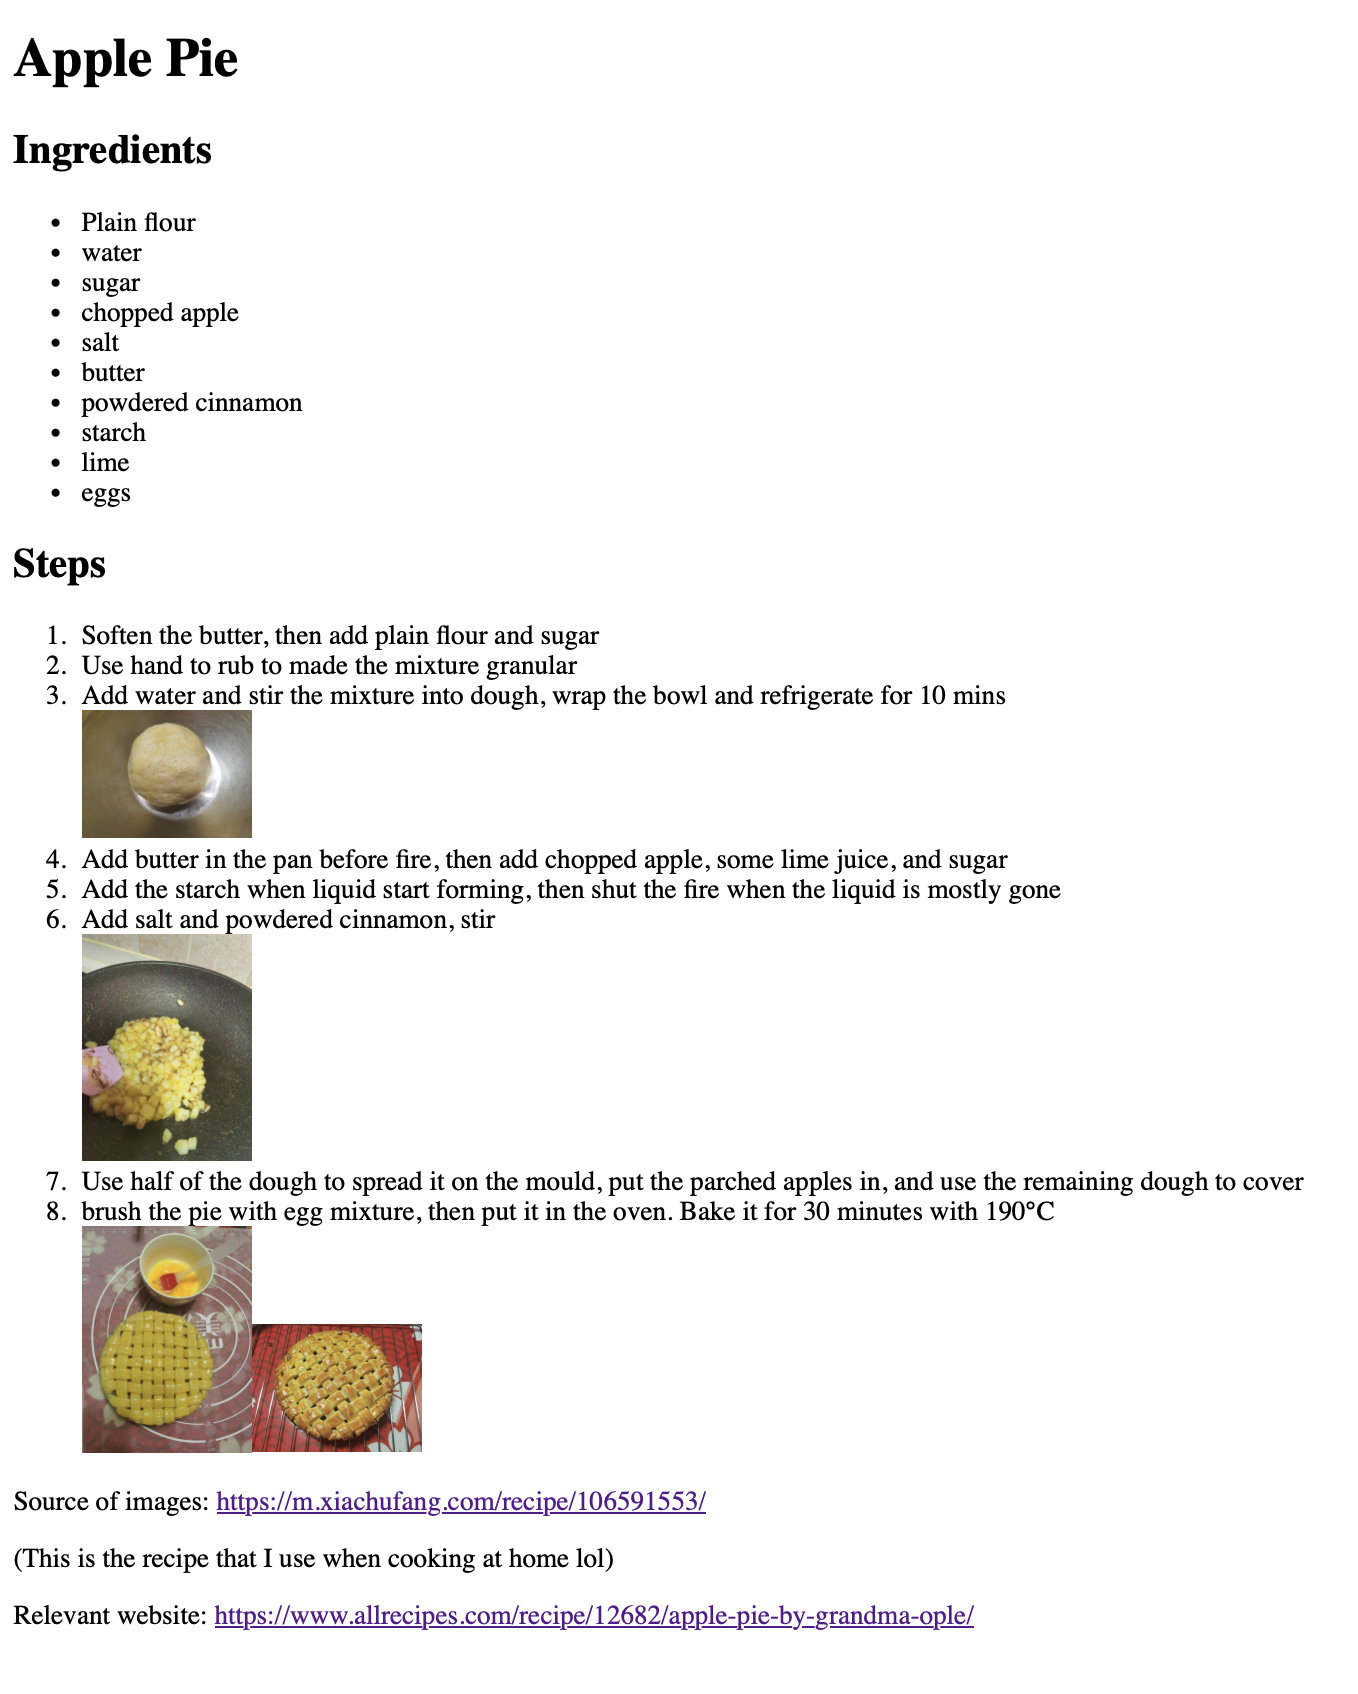 Apple Pie
Ingredients
• Plain flour
• water
• sugar
• chopped apple
• salt
• butter
• powdered cinnamon
• starch
• lime
• eggs
Steps
1. Soften the butter, then add plain flour and sugar
2. Use hand to rub to made the mixture granular
3. Add water and stir the mixture into dough, wrap the bowl and refrigerate for 10 mins
4. Add butter in the pan before fire, then add chopped apple, some lime juice, and sugar
5. Add the starch when liquid start forming, then shut the fire when the liquid is mostly gone
6. Add salt and powdered cinnamon, stir
7. Use half of the dough to spread it on the mould, put the parched apples in, and use the remaining dough to cover
8. brush the pie with egg mixture, then put it in the oven. Bake it for 30 minutes with 190°C
Source of images: https://m.xiachufang.com/recipe/106591553/
(This is the recipe that I use when cooking at home lol)
Relevant website: https://www.allrecipes.com/recipe/12682/apple-pie-by-grandma-ople/